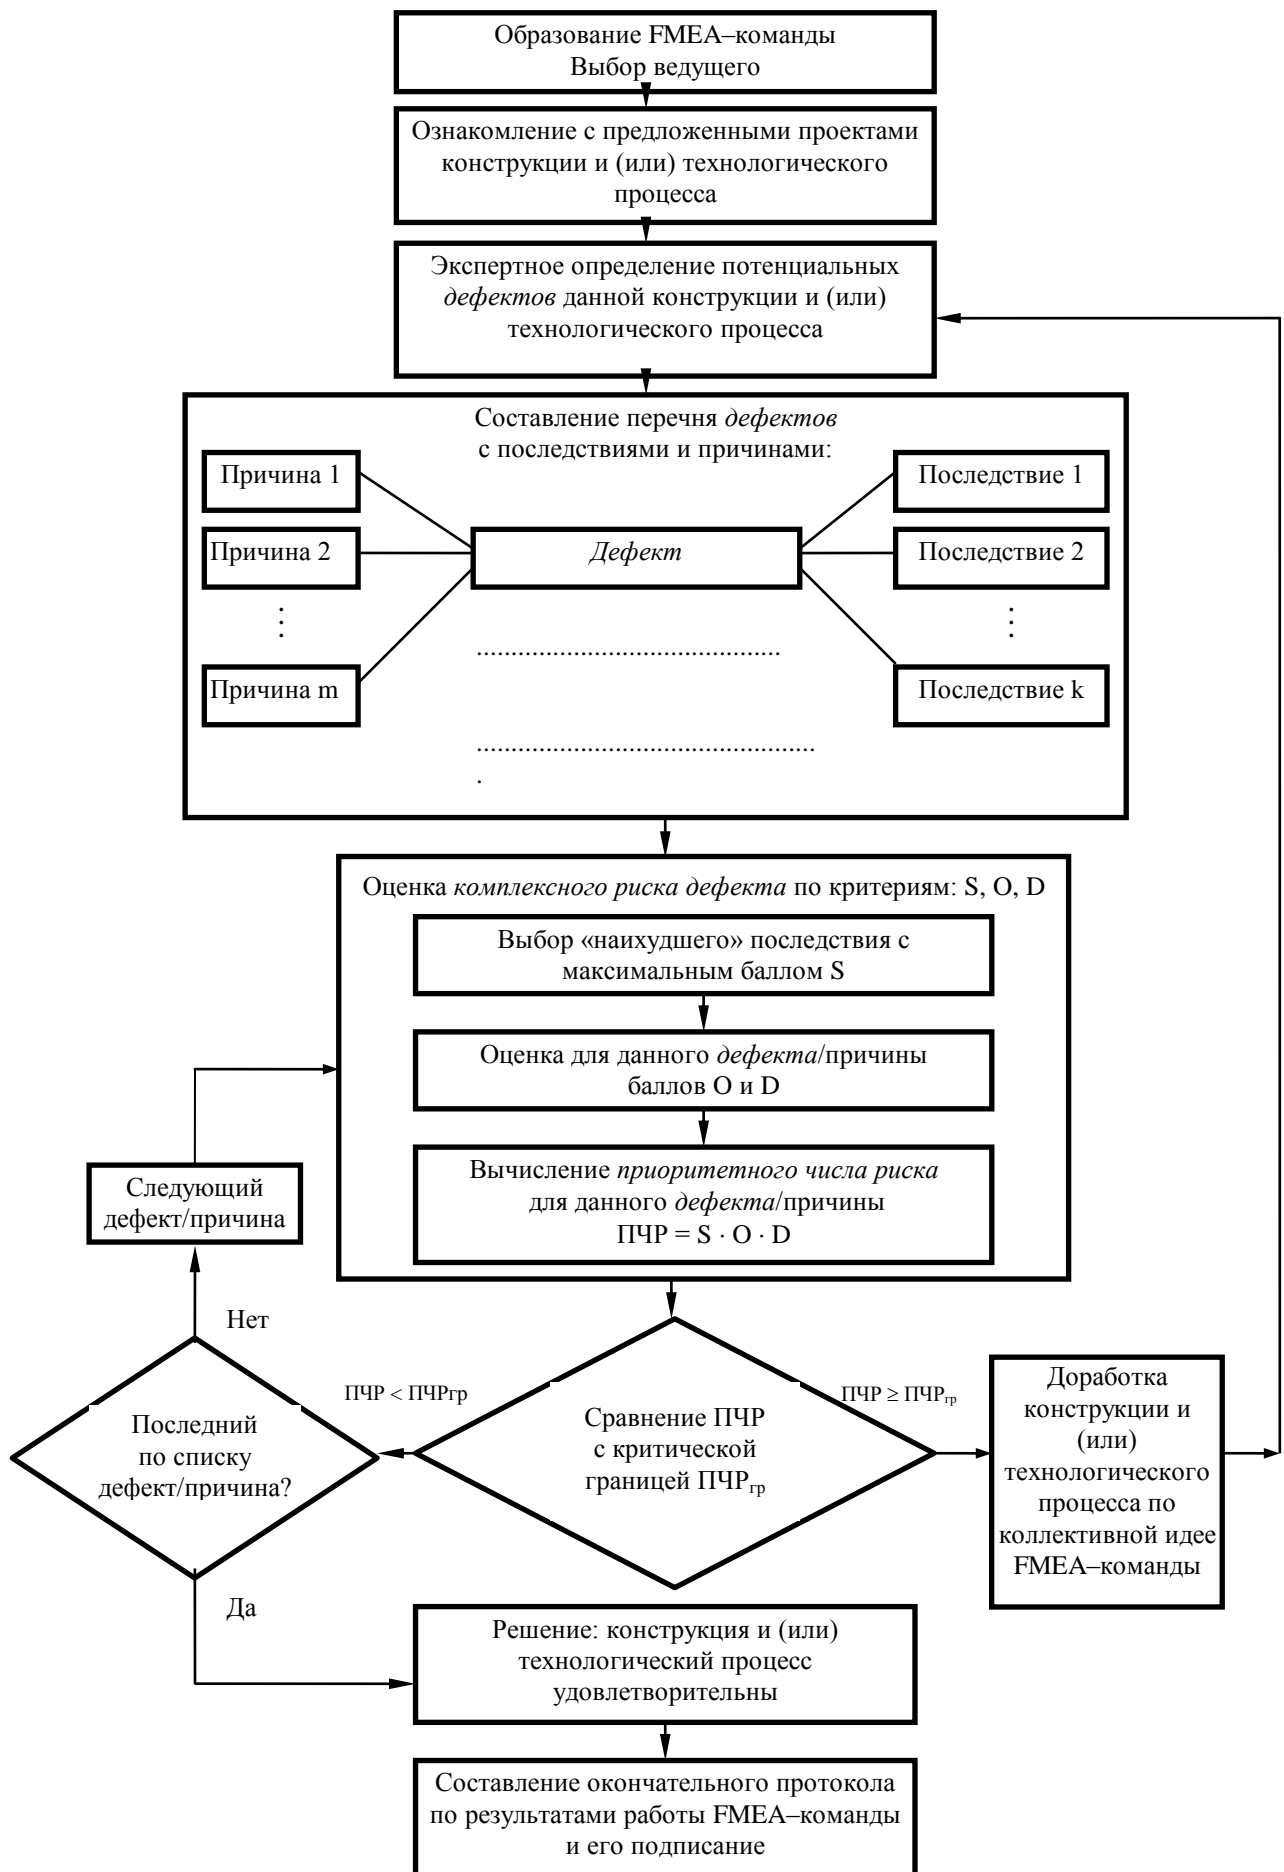 Образование FMEA–команды
Выбор ведущего
Ознакомление с предложенными проектами
конструкции и (или) технологического
процесса
Экспертное определение потенциальных
дефектов данной конструкции и (или)
технологического процесса
Составление перечня дефектов
с последствиями и причинами:
Причина 1
Последствие 1
Причина 2
Дефект
Последствие 2
⋮
⋮
............................................
Причина m
Последствие k
.................................................
.
Оценка комплексного риска дефекта по критериям: S, O, D
Выбор «наихудшего» последствия с
максимальным баллом S
Оценка для данного дефекта/причины
баллов O и D
Вычисление приоритетного числа риска
для данного дефекта/причины
ПЧР = S · O · D
Следующий
дефект/причина
Нет
ПЧР < ПЧРгр
ПЧР ≥ ПЧРгр
Последний
по списку
дефект/причина?
Сравнение ПЧР
с критической
границей ПЧРгр
Доработка
конструкции и
(или)
технологического
процесса по
коллективной идее
FMEA–команды
Да
Решение: конструкция и (или)
технологический процесс
удовлетворительны
Составление окончательного протокола
по результатами работы FMEA–команды
и его подписание